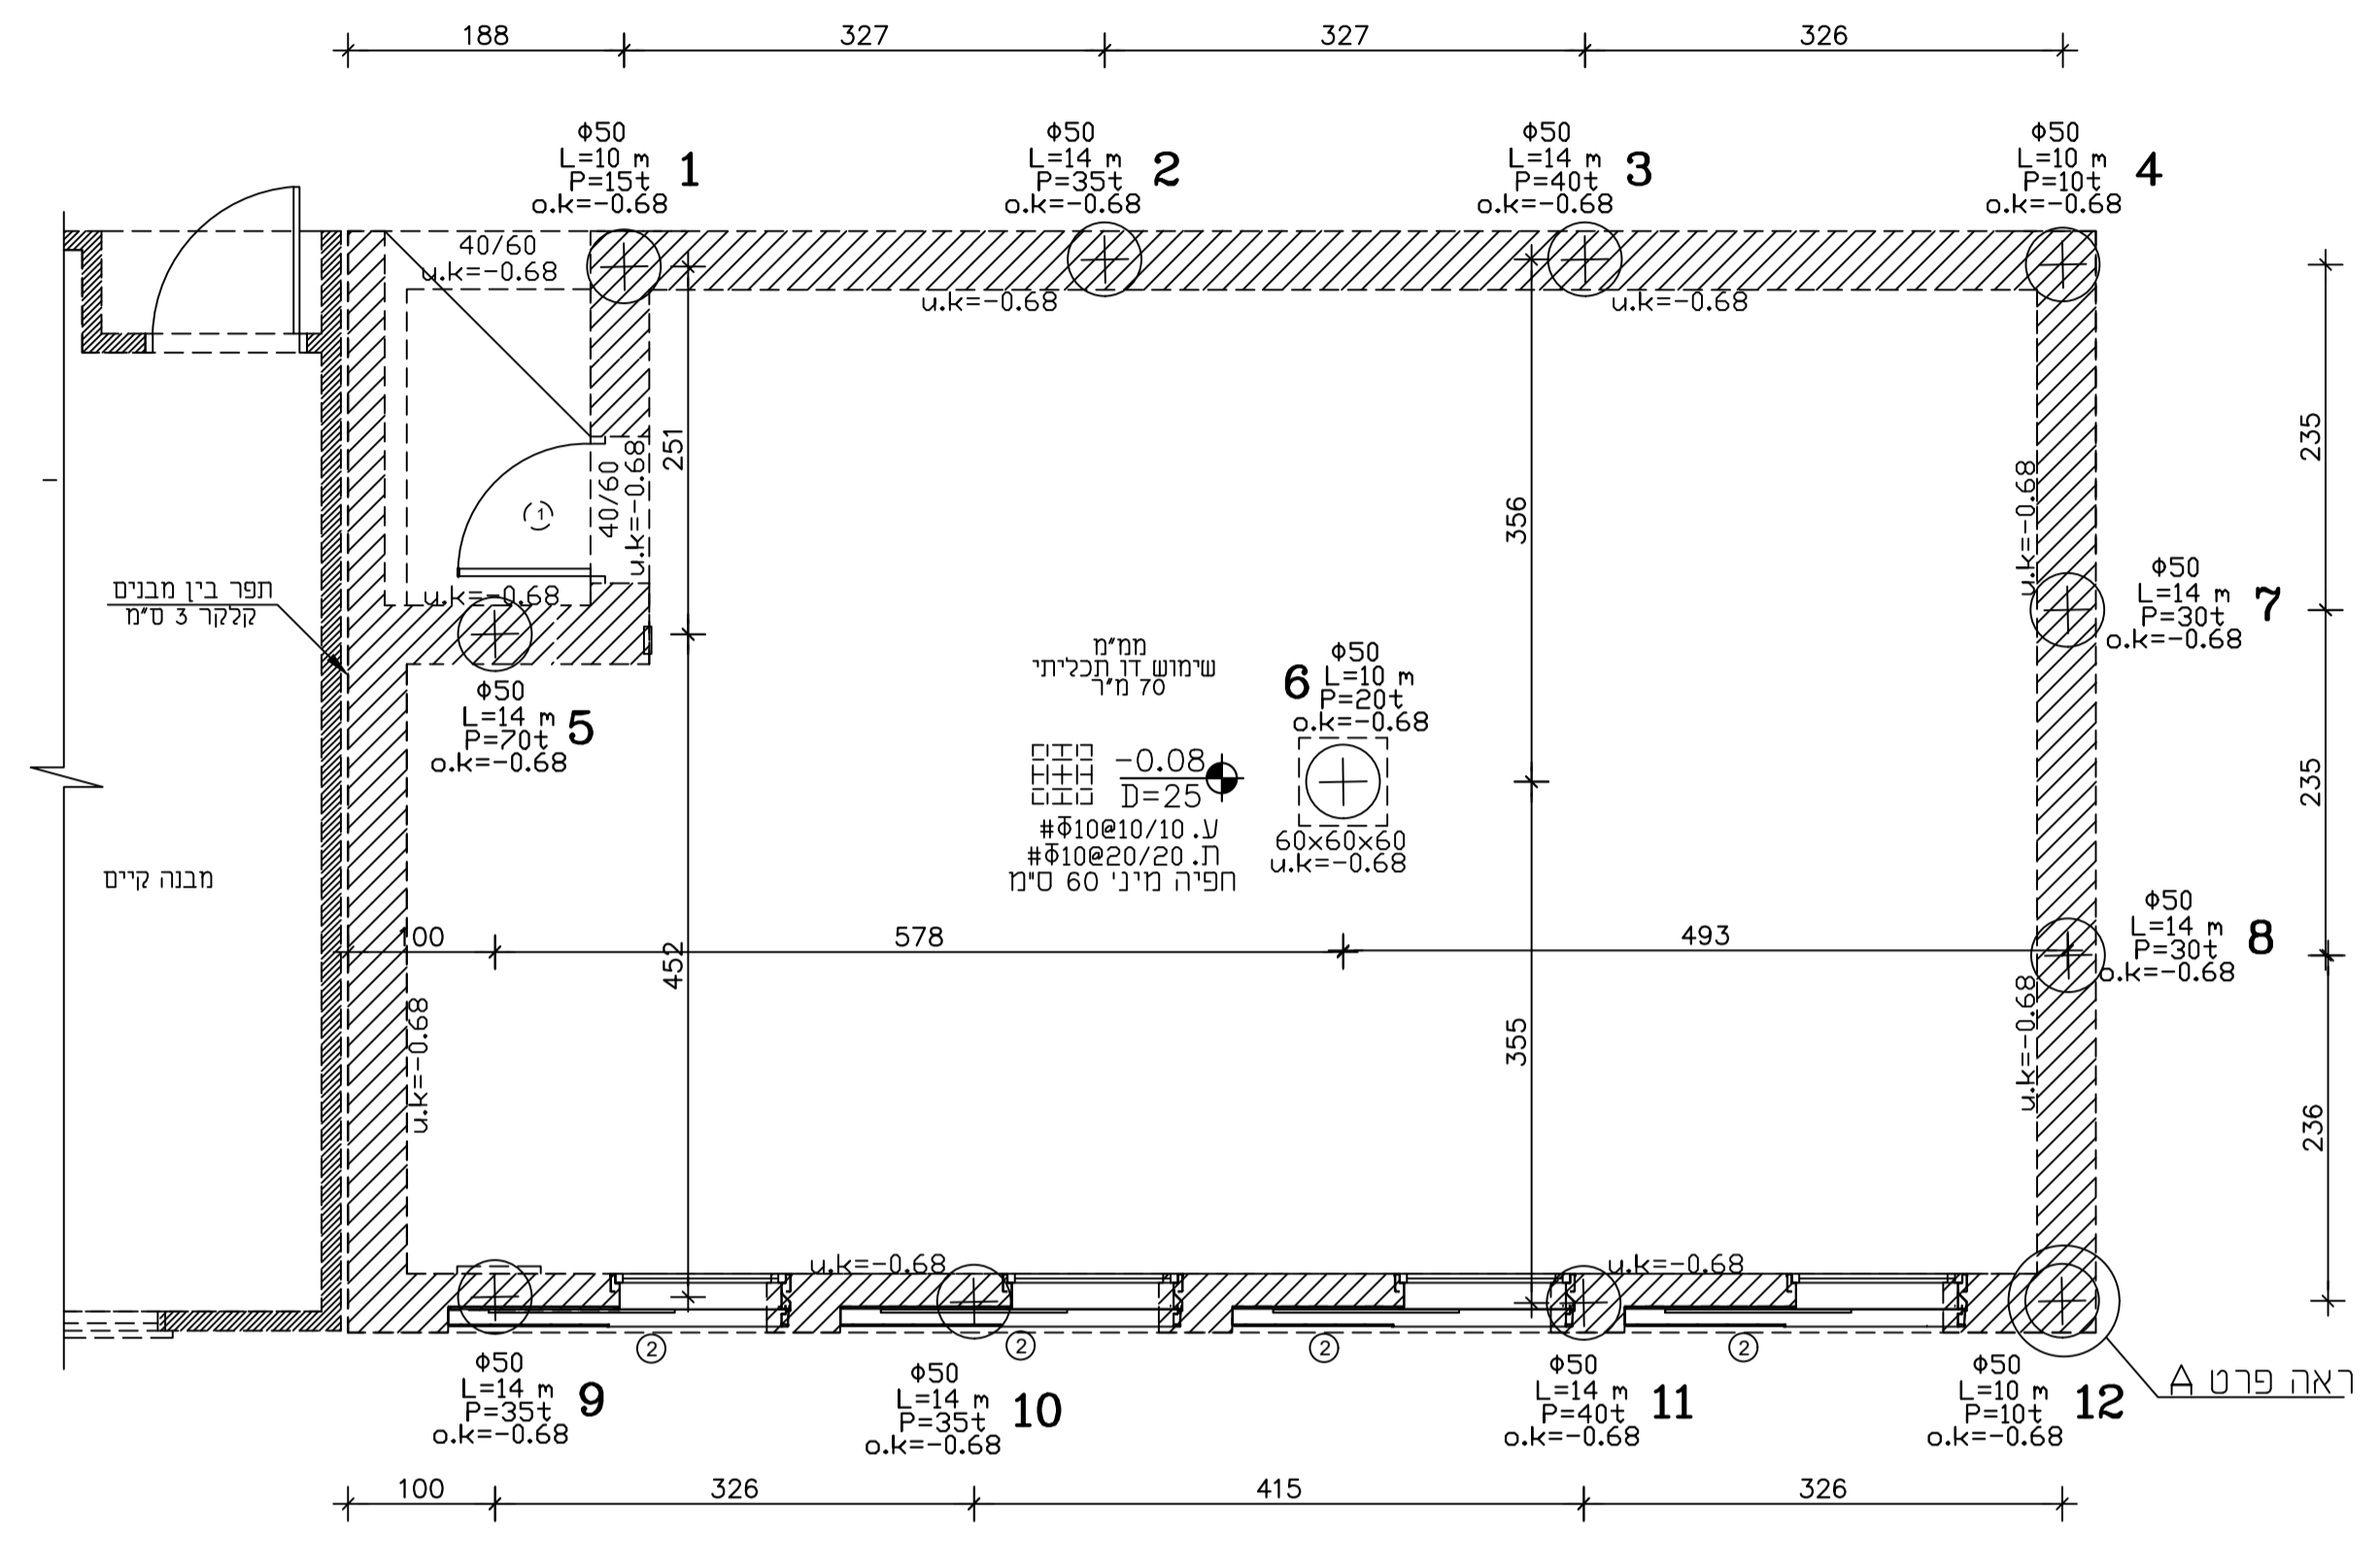 188
327
327
326
Φ50
L=10 m
P=15t
o.k=-0.68
1
Φ50
L=14 m
P=35t
o.k=-0.68
2
Φ50
L=14 m
P=40t
o.k=-0.68
3
Φ50
L=10 m
P=10t
o.k=-0.68
4
40/60
u.k=-0.68
u.k=-0.68
u.k=-0.68
251
40/60
u.k=-0.68
1
u.k=-0.68
356
u.k=-0.68
235
תפר בין מבנים
קלקר 3 ס"מ
Φ50
L=14 m
P=70t
o.k=-0.68
5
ממ"מ
שימוש דו תכליתי
70 מ"ר
6
Φ50
L=10 m
P=20t
o.k=-0.68
Φ50
L=14 m
P=30t
o.k=-0.68
7
-0.08
D=25
ע. #Φ10@10/10
ת. #Φ10@20/20
חפיה מינ' 60 ס"מ
60x60x60
u.k=-0.68
235
מבנה קיים
100
578
493
452
Φ50
L=14 m
P=30t
o.k=-0.68
8
u.k=-0.68
355
u.k=-0.68
236
u.k=-0.68
u.k=-0.68
2
2
2
2
Φ50
L=14 m
P=35t
o.k=-0.68
9
Φ50
L=14 m
P=35t
o.k=-0.68
10
Φ50
L=14 m
P=40t
o.k=-0.68
11
Φ50
L=10 m
P=10t
o.k=-0.68
12
ראה פרט A
100
326
415
326